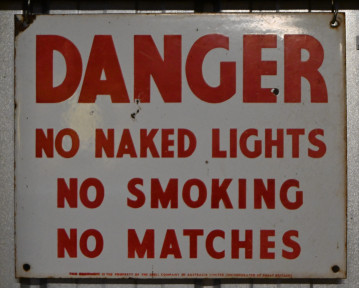 DANGER
NO NAKED LIGHTS
NO SMOKING
NO MATCHES